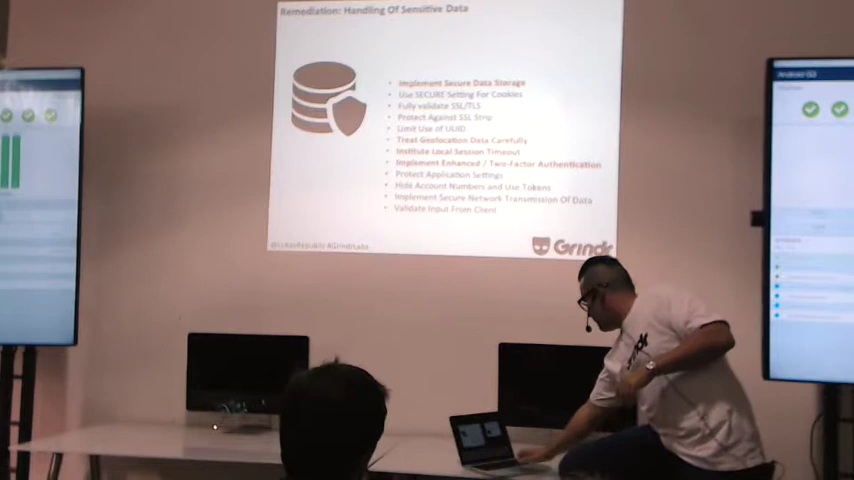 Remediation: Handling Of Sensitive Data
Implement Secure Data Storage
Use SECURE Setting For Cookies
Fully validate SSL/TLS
Protect Against SSL Strip
Limit Use of UUID
Treat Geolocation Data Carefully
Institute Local Session Timeout
Implement Enhanced / Two-Factor Authentication
Protect Application Settings
Hide Account Numbers and Use Tokens
Implement Secure Network Transmission Of Data
Validate Input From Client
Grindr